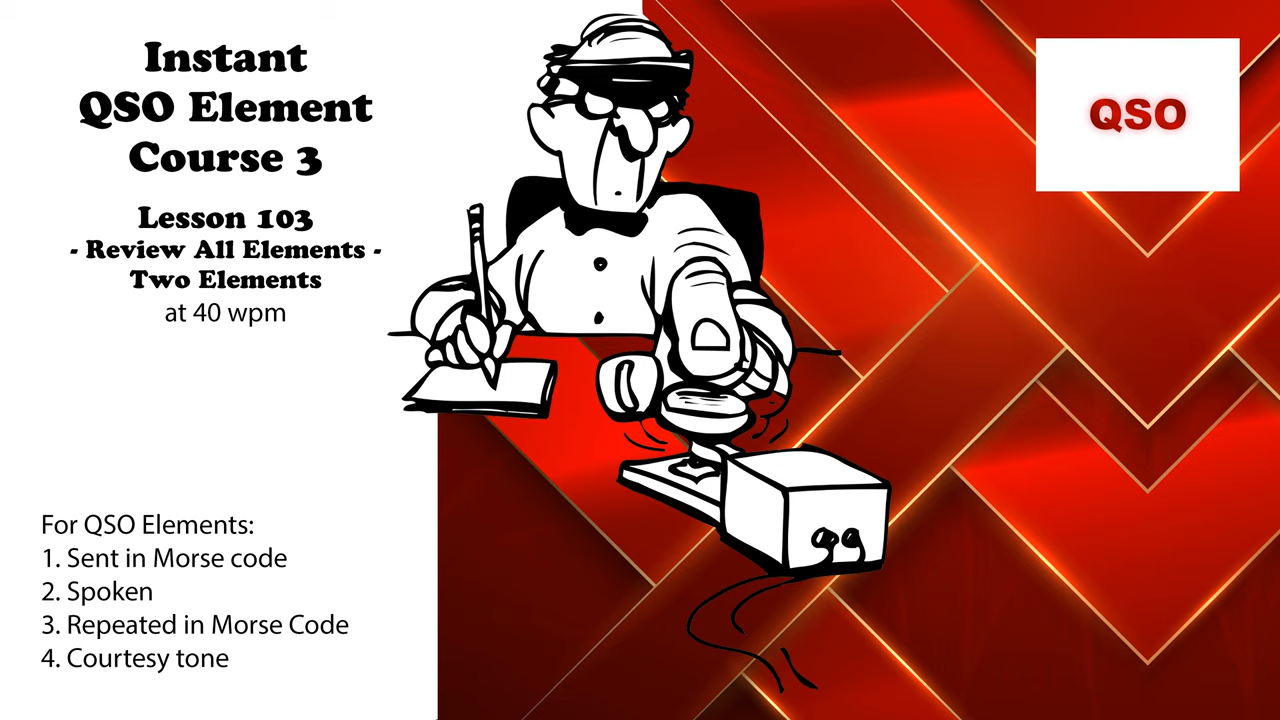 Instant
QSO Element
Course 3
Lesson 103
- Review All Elements -
Two Elements
at 40 wpm
QSO
For QSO Elements:
1. Sent in Morse code
2. Spoken
3. Repeated in Morse Code
4. Courtesy tone